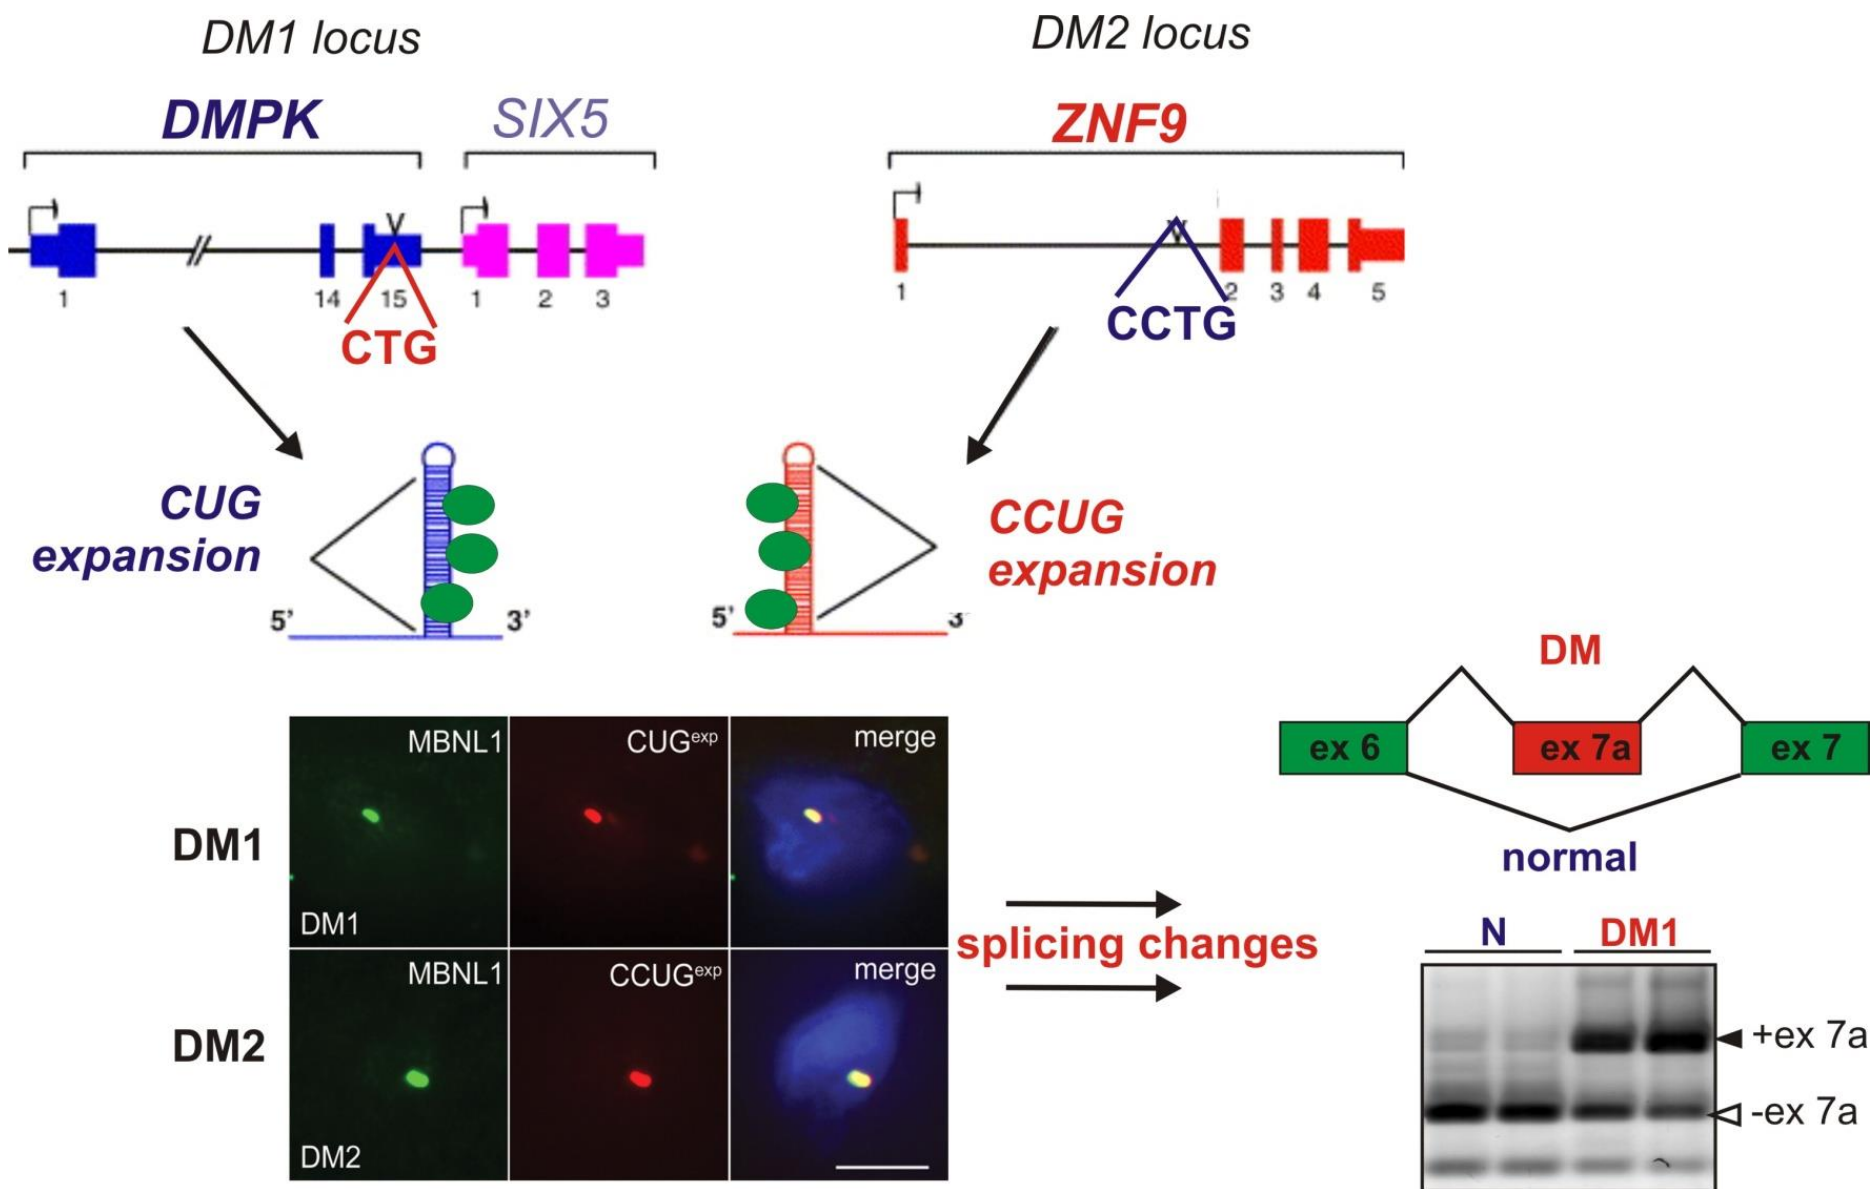 DM1 locus
DM2 locus
DMPK
SIX5
ZNF9
1
14
15
1
2
3
1
2
3
4
5
CTG
CCTG
CUG
expansion
CCUG
expansion
5’
3’
5’
3’
DM
ex 6
ex 7a
ex 7
normal
MBNL1
CUGexp
merge
DM1
DM1
MBNL1
CCUGexp
merge
DM2
DM2
splicing changes
N
DM1
+ex 7a
-ex 7a